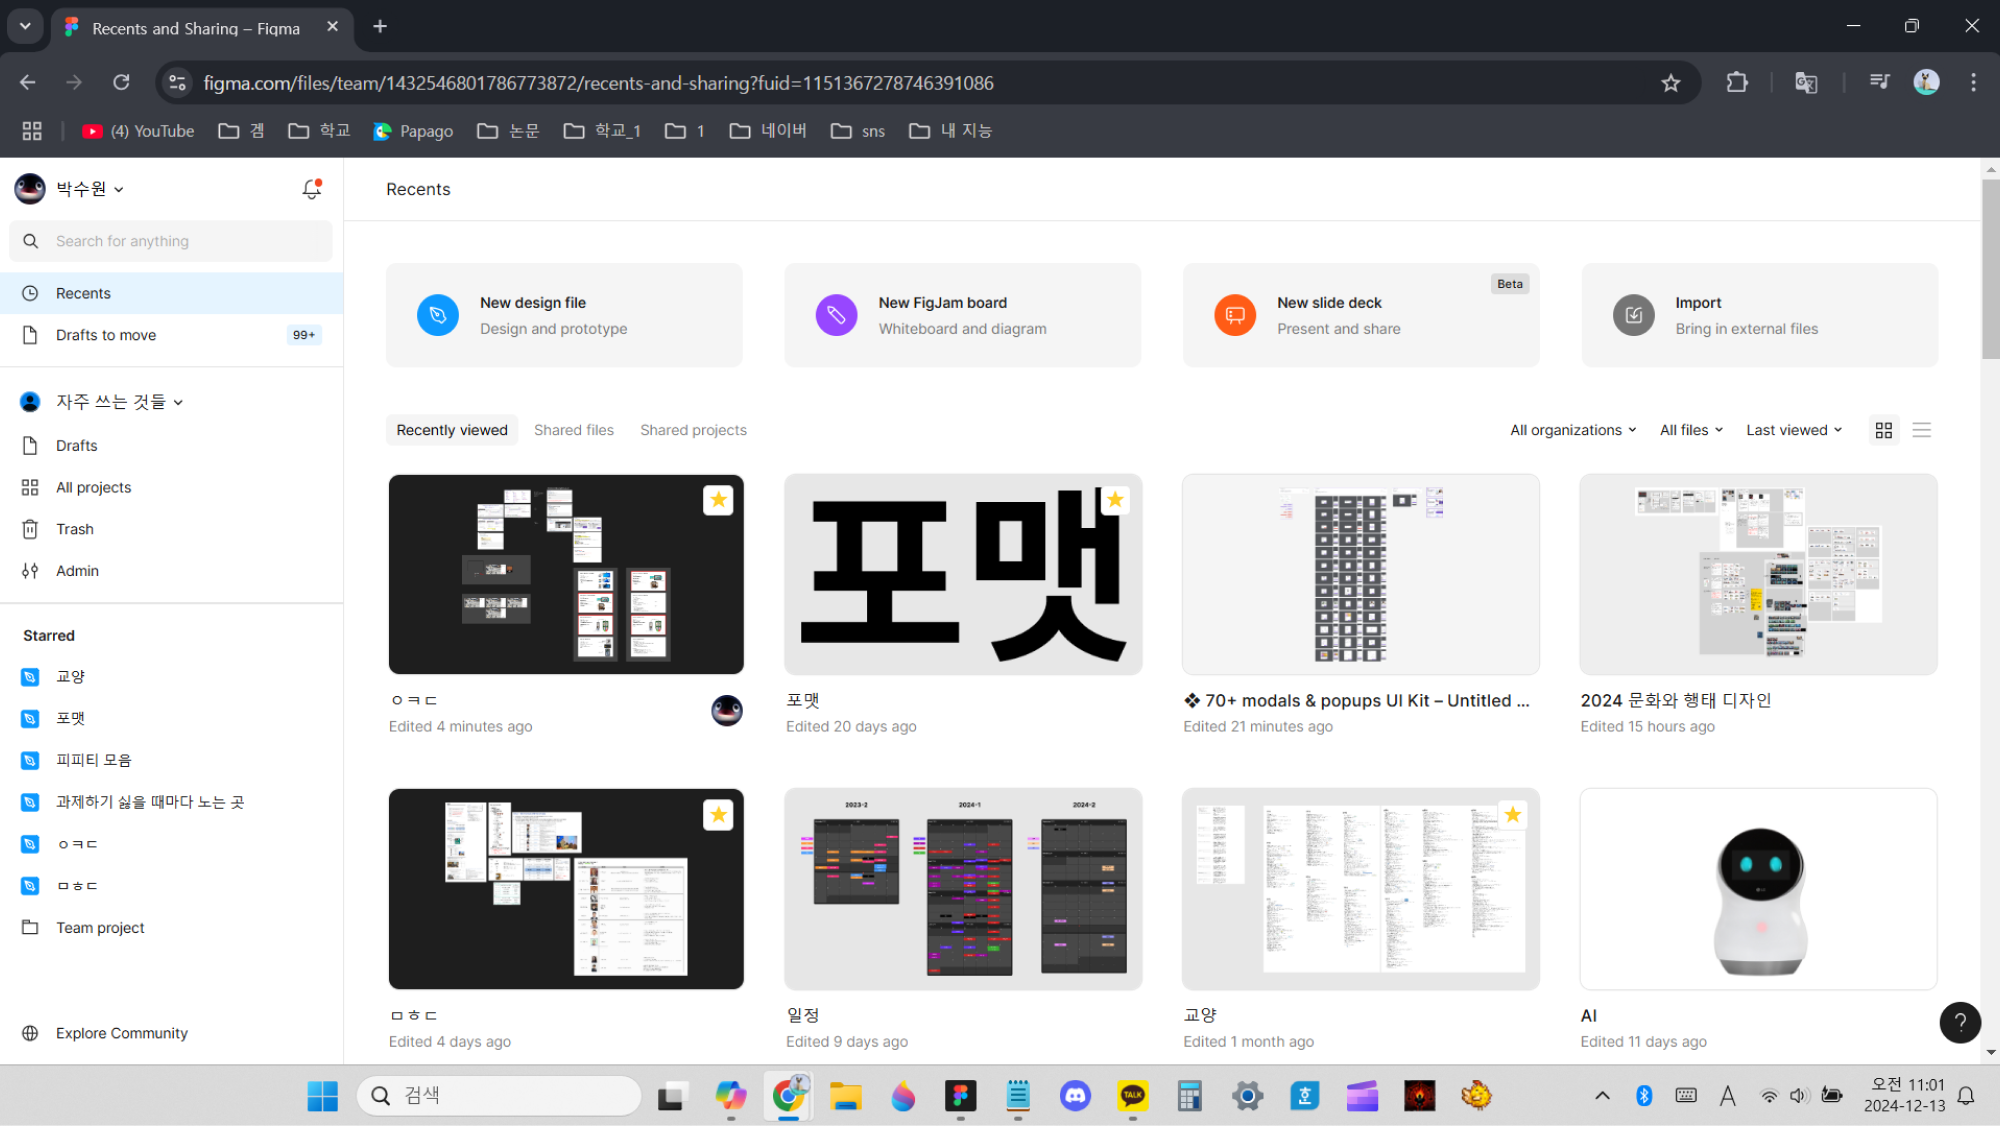 Recents and Sharing – Figma
figma.com/files/team/1432546801786773872/recents-and-sharing?fuid=1151367278746391086
(4) YouTube
겜
학교
Papago
논문
학교_1
1
네이버
sns
내 지능
박수원
Recents
Search for anything
Recents
Drafts to move
99+
자주 쓰는 것들
Drafts
All projects
Trash
Admin
Starred
교양
포맷
피피티 모음
과제하기 싫을 때마다 노는 곳
ㅇㅋㄷ
ㅁㅎㄷ
Team project
Explore Community
New design file
Design and prototype
New FigJam board
Whiteboard and diagram
Beta
New slide deck
Present and share
Import
Bring in external files
Recently viewed
Shared files
Shared projects
All organizations
All files
Last viewed
포맷
ㅇㅋㄷ
Edited 4 minutes ago
포맷
Edited 20 days ago
❖ 70+ modals & popups UI Kit – Untitled ...
Edited 21 minutes ago
2024 문화와 행태 디자인
Edited 15 hours ago
2023-2
2024-1
2024-2
ㅁㅎㄷ
Edited 4 days ago
일정
Edited 9 days ago
교양
Edited 1 month ago
AI
Edited 11 days ago
?
검색
TALK
호
A
오전 11:01
2024-12-13